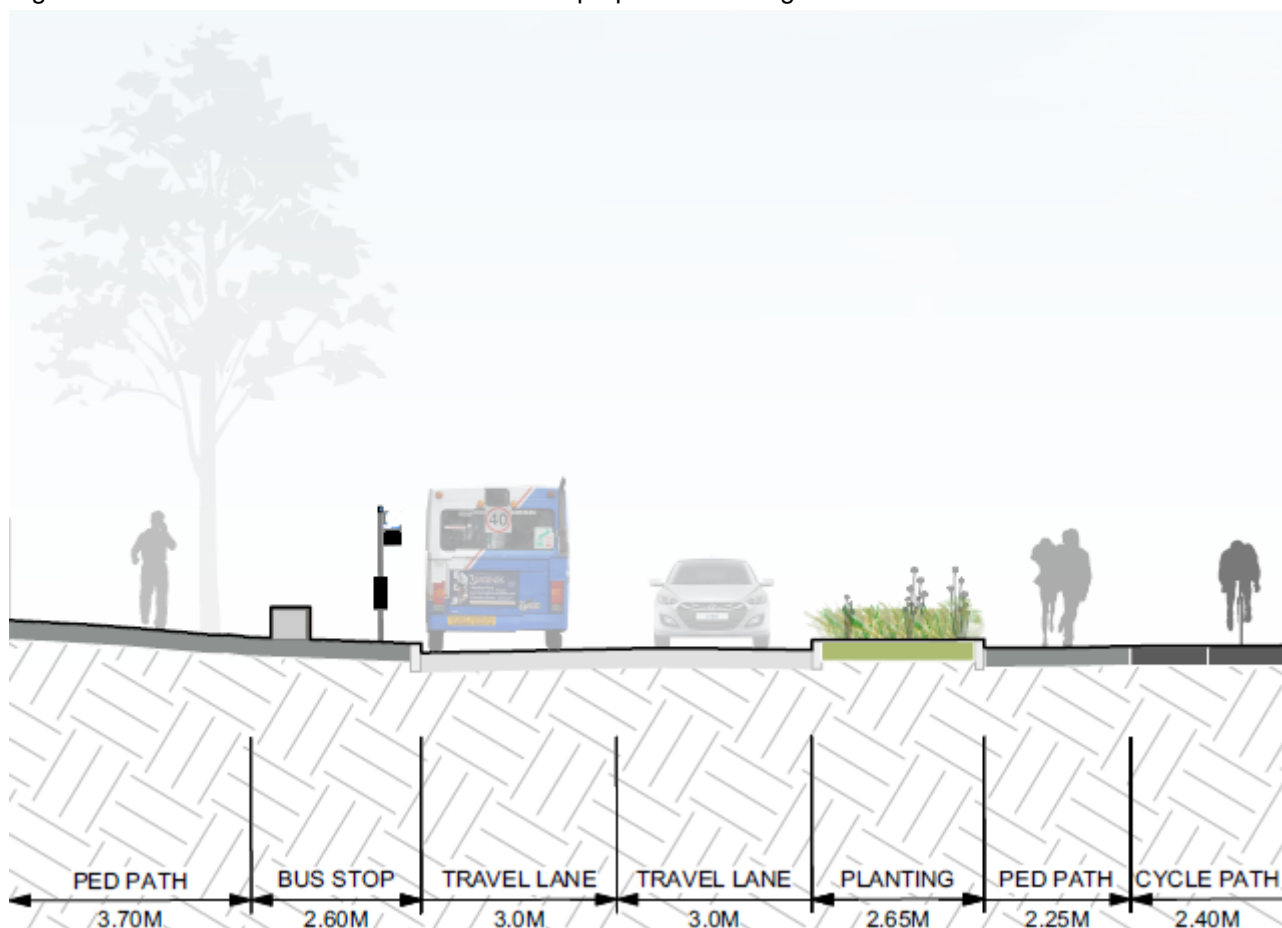 40
PED PATH BUS STOP TRAVEL LANE TRAVEL LANE PLANTING PED PATH CYCLE PATH
3.70M 2.60M 3.0M 3.0M 2.65M 2.25M 2.40M